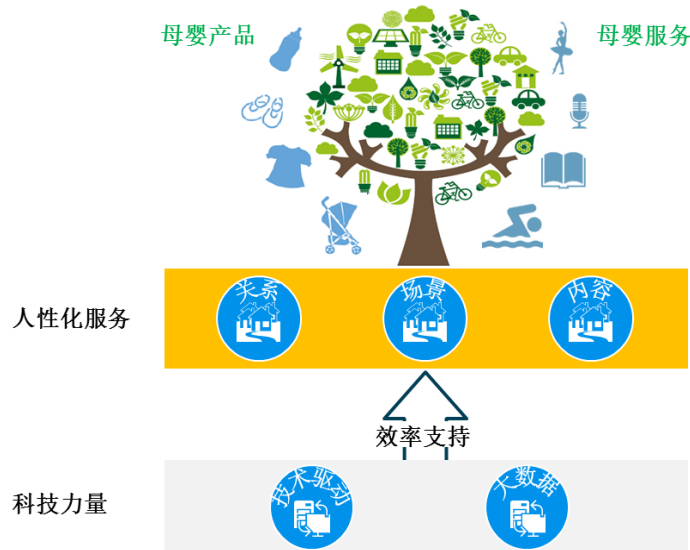 母婴产品
母婴服务
人性化服务
关系
场景
内容
效率支持
科技力量
技术驱动
大数据